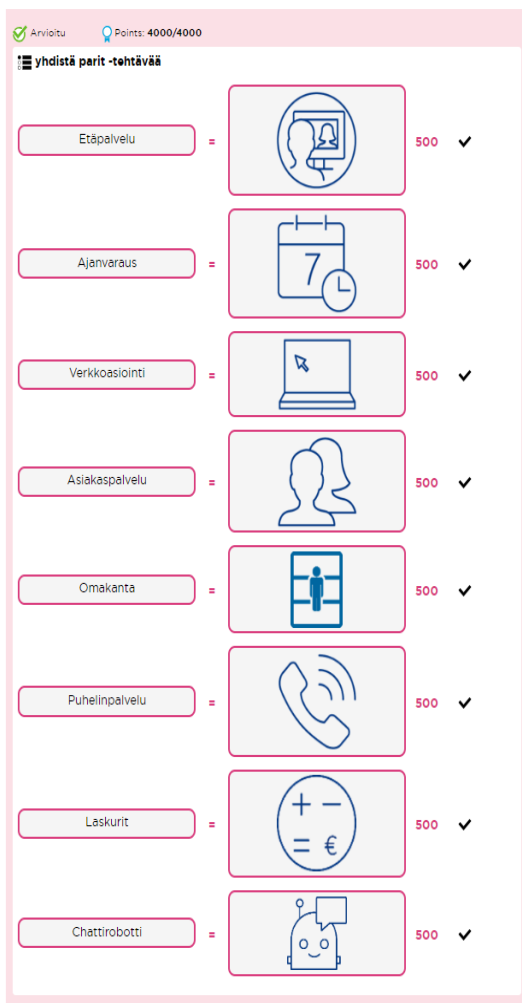 Arvioitu Points: 4000/4000
yhdistä parit -tehtävää
Etäpalvelu = 500
Ajanvaraus = 7 500
Verkkoasiointi = 500
Asiakaspalvelu = 500
Omakanta = 500
Puhelinpalvelu = 500
Laskurit = + − = € 500
Chattirobotti = 500